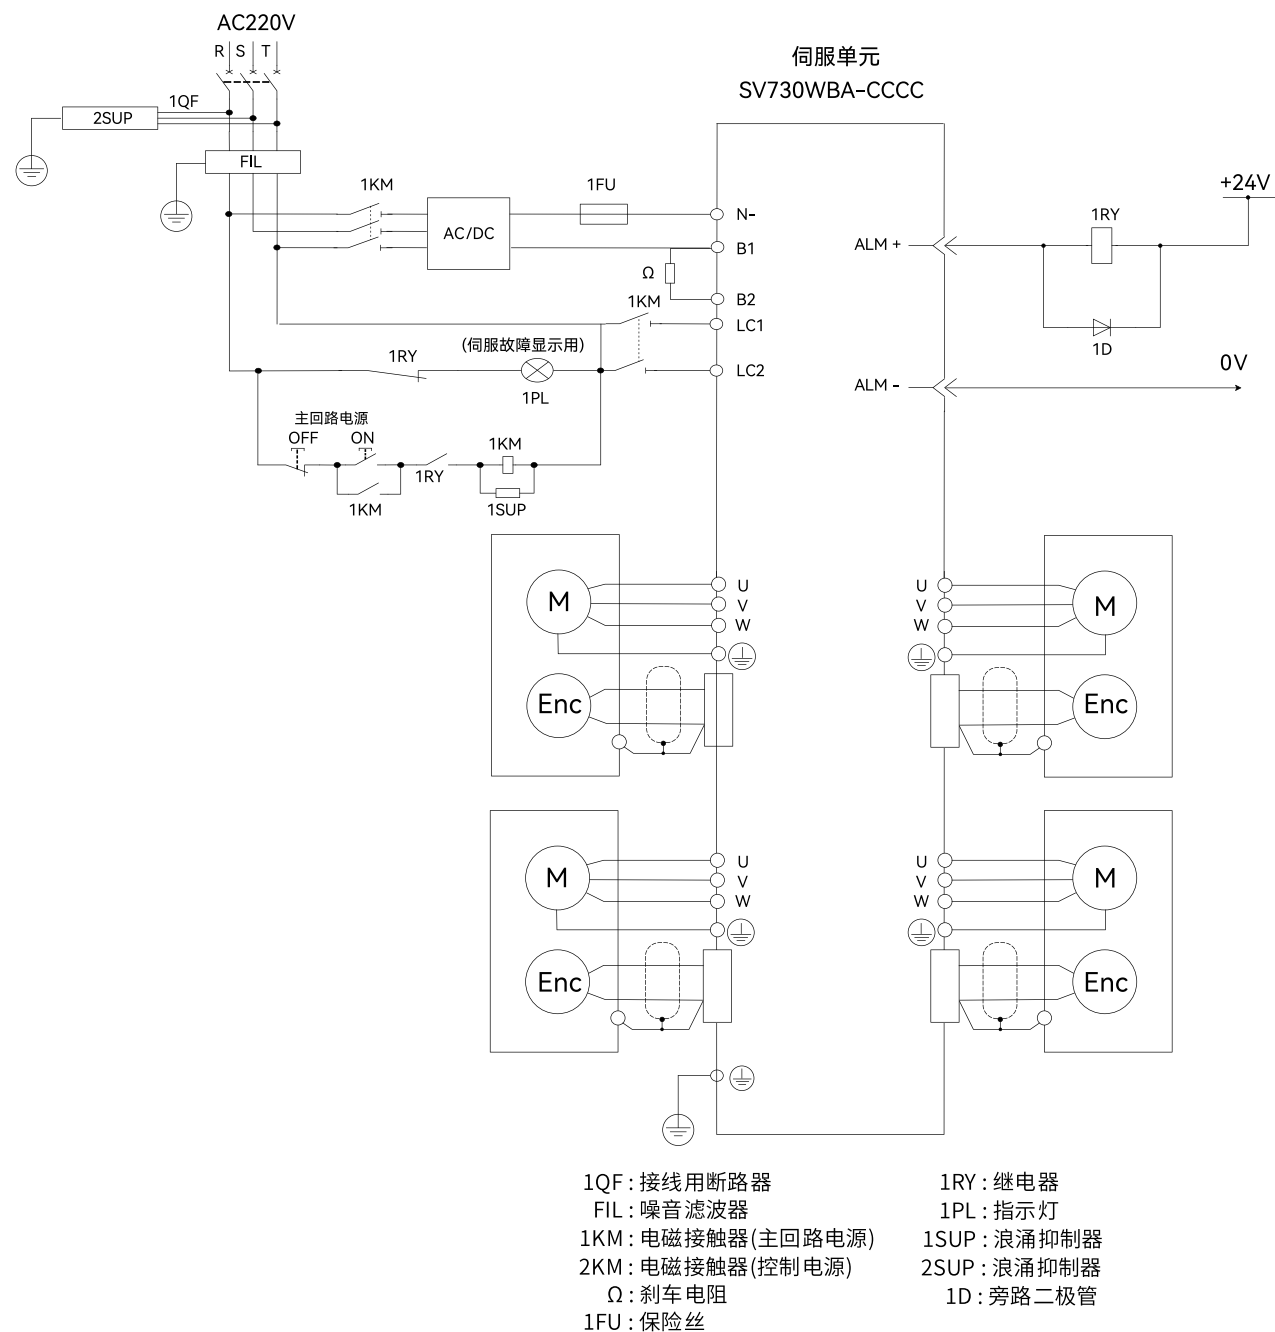 AC220V
R S T
1QF
2SUP
FIL
伺服单元
SV730WBA-CCCC
1KM
AC/DC
1FU
N-
B1
Ω
B2
1KM
LC1
LC2
(伺服故障显示用)
1RY
1PL
主回路电源
OFF ON
1KM
1RY
1KM
1SUP
+24V
1RY
ALM +
1D
0V
ALM -
M
U
V
W
Enc
U
V
W
M
Enc
M
U
V
W
Enc
U
V
W
M
Enc
1QF : 接线用断路器
FIL : 噪音滤波器
1KM : 电磁接触器(主回路电源)
2KM : 电磁接触器(控制电源)
Ω : 刹车电阻
1FU : 保险丝
1RY : 继电器
1PL : 指示灯
1SUP : 浪涌抑制器
2SUP : 浪涌抑制器
1D : 旁路二极管